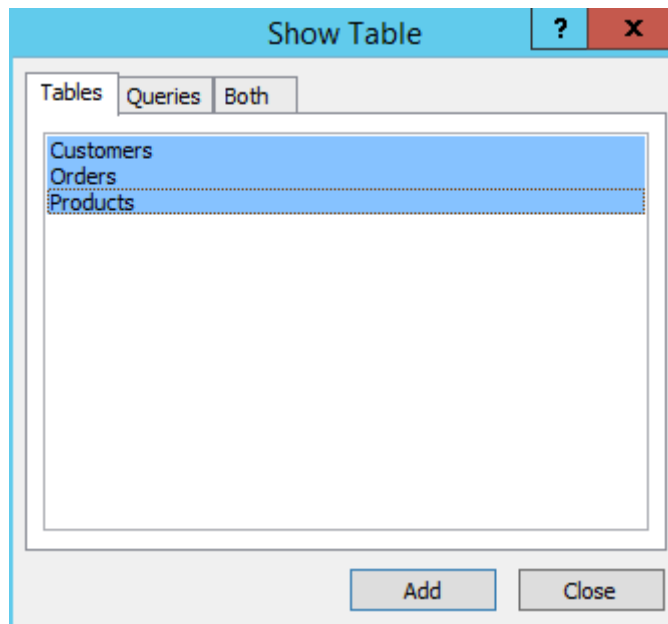 Show Table
? x
Tables Queries Both
Customers
Orders
Products
Add Close